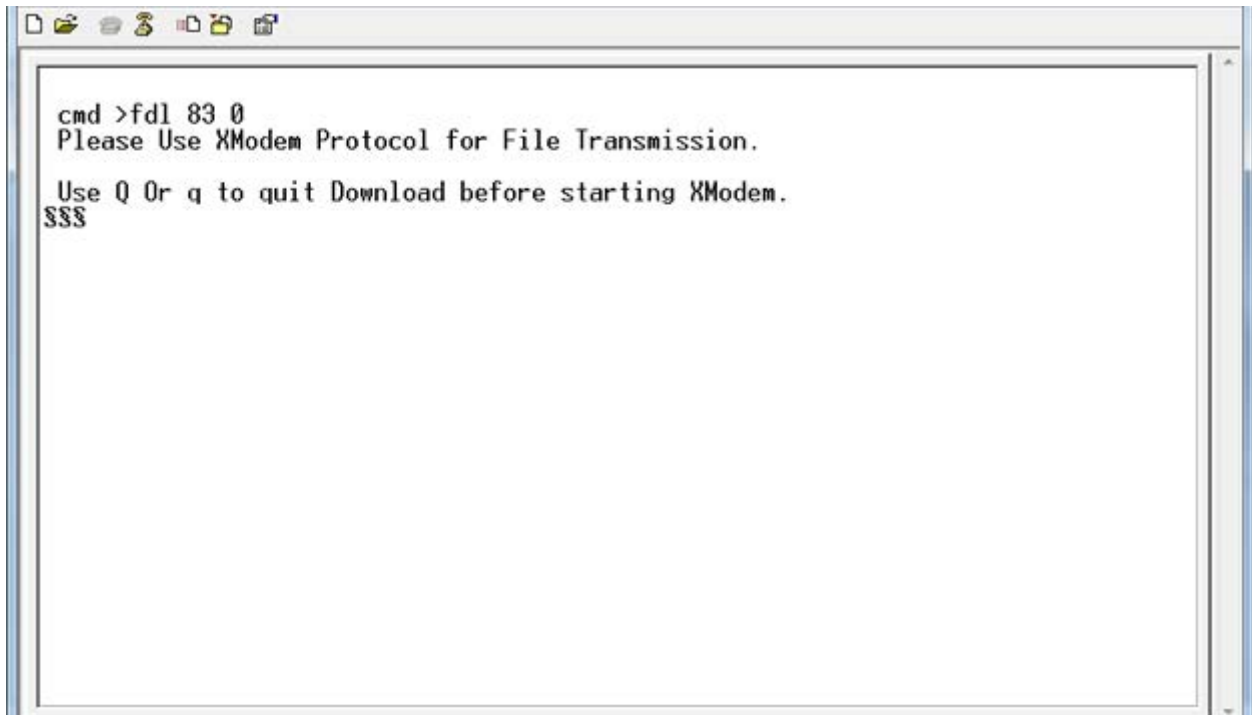 cmd >fdl 83 0
Please Use XModem Protocol for File Transmission.
Use Q Or q to quit Download before starting XModem.
§§§